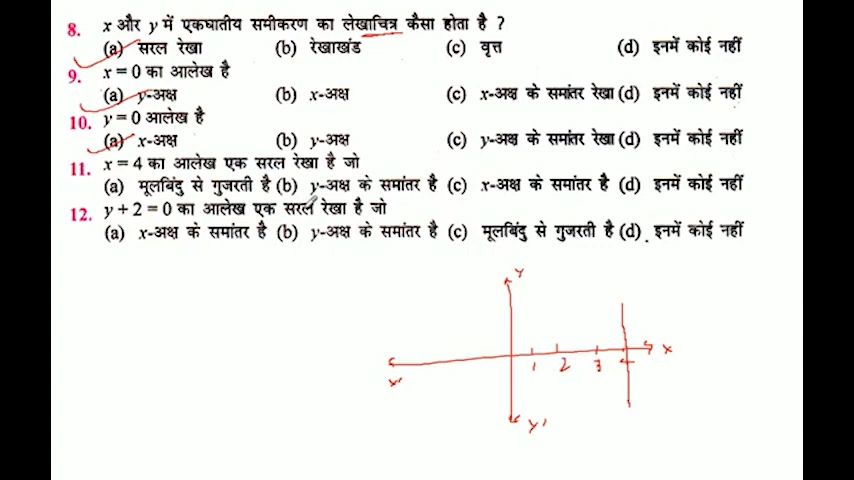 8. x और y में एकघातीय समीकरण का लेखाचित्र कैसा होता है ?
(a) सरल रेखा (b) रेखाखंड (c) वृत्त (d) इनमें कोई नहीं
9. x = 0 का आलेख है
(a) y-अक्ष (b) x-अक्ष (c) x-अक्ष के समांतर रेखा (d) इनमें कोई नहीं
10. y = 0 आलेख है
(a) x-अक्ष (b) y-अक्ष (c) y-अक्ष के समांतर रेखा (d) इनमें कोई नहीं
11. x = 4 का आलेख एक सरल रेखा है जो
(a) मूलबिंदु से गुजरती है (b) y-अक्ष के समांतर है (c) x-अक्ष के समांतर है (d) इनमें कोई नहीं
12. y + 2 = 0 का आलेख एक सरल रेखा है जो
(a) x-अक्ष के समांतर है (b) y-अक्ष के समांतर है (c) मूलबिंदु से गुजरती है (d) इनमें कोई नहीं
Y
X
1 2 3
X'
Y'